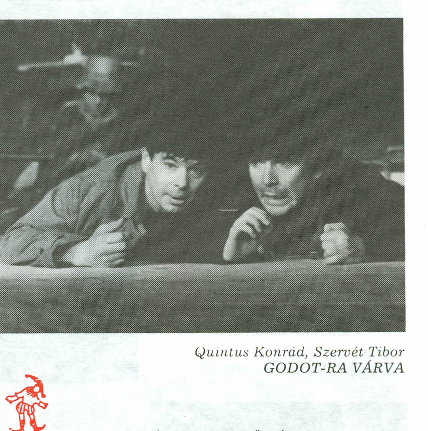 Quintus Konrád, Szervét Tibor
GODOT-RA VÁRVA